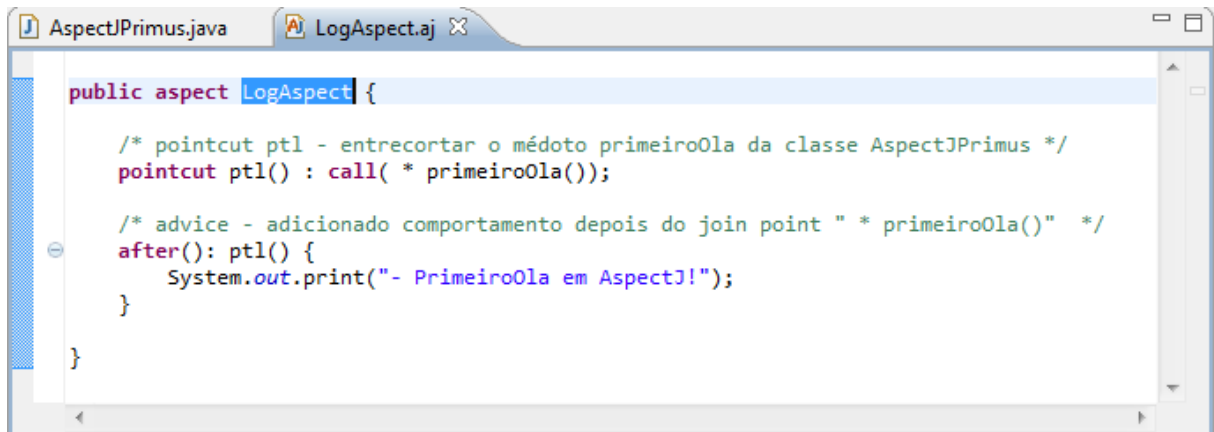 AspectJPrimus.java LogAspect.aj
public aspect LogAspect {
/* pointcut ptl - entrecortar o médoto primeiroOla da classe AspectJPrimus */
pointcut ptl() : call( * primeiroOla());
/* advice - adicionado comportamento depois do join point " * primeiroOla()"  */
after(): ptl() {
System.out.print("- PrimeiroOla em AspectJ!");
}
}